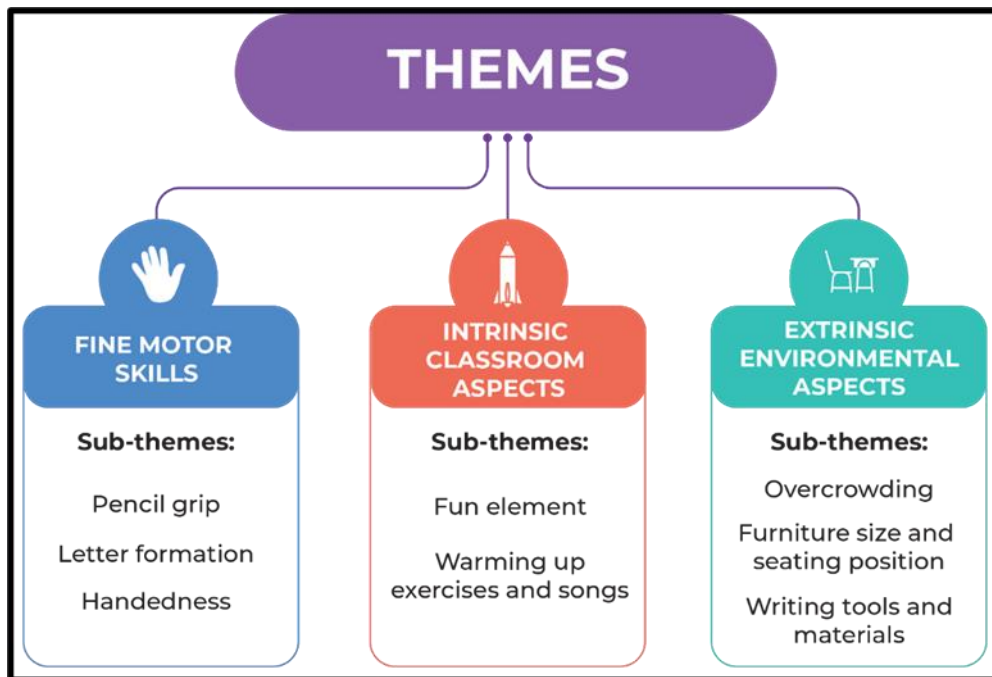 THEMES
FINE MOTOR
SKILLS
Sub-themes:
Pencil grip
Letter formation
Handedness
INTRINSIC
CLASSROOM
ASPECTS
Sub-themes:
Fun element
Warming up
exercises and songs
EXTRINSIC
ENVIRONMENTAL
ASPECTS
Sub-themes:
Overcrowding
Furniture size and
seating position
Writing tools and
materials